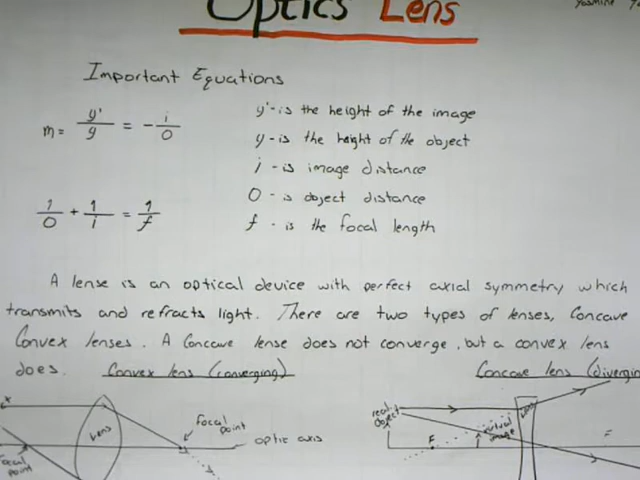 Optics Lens
Yasmine
Important Equations
m = y'/y = - i/O
y' - is the height of the image
y - is the height of the object
i - is image distance
O - is object distance
1/O + 1/i = 1/f
f - is the focal length
A lense is an optical device with perfect axial symmetry which
transmits and refracts light. There are two types of lenses, Concave
Convex lenses. A Concave lense does not converge, but a convex lens
does. Convex lens (converging) Concave lens (divergin
x
Lens
focal point
optic axis
focal point
real object
F
virtual image
Lens
F